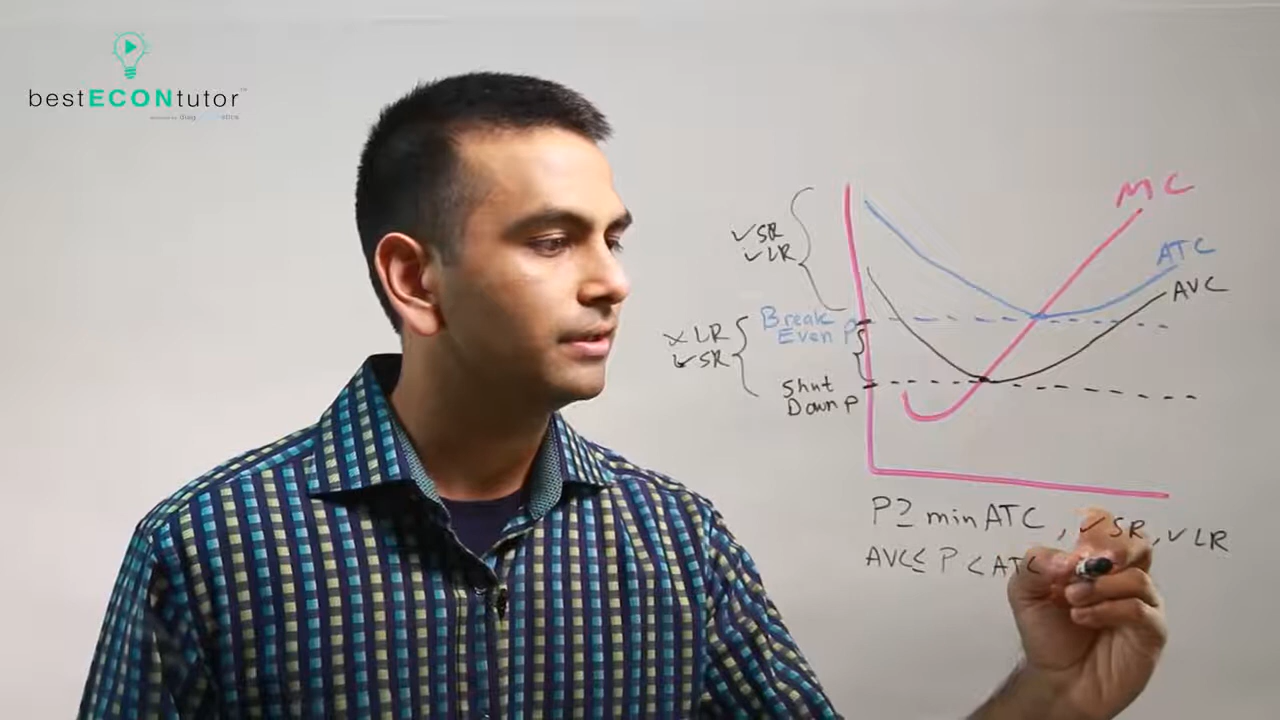 bestECONtutor
MC
✓SR
✓LR
ATC
AVC
Break
Even P
× LR
✓SR
Shut
Down P
P≥ min ATC, ✓SR, ✓LR
AVC≤ P < ATC